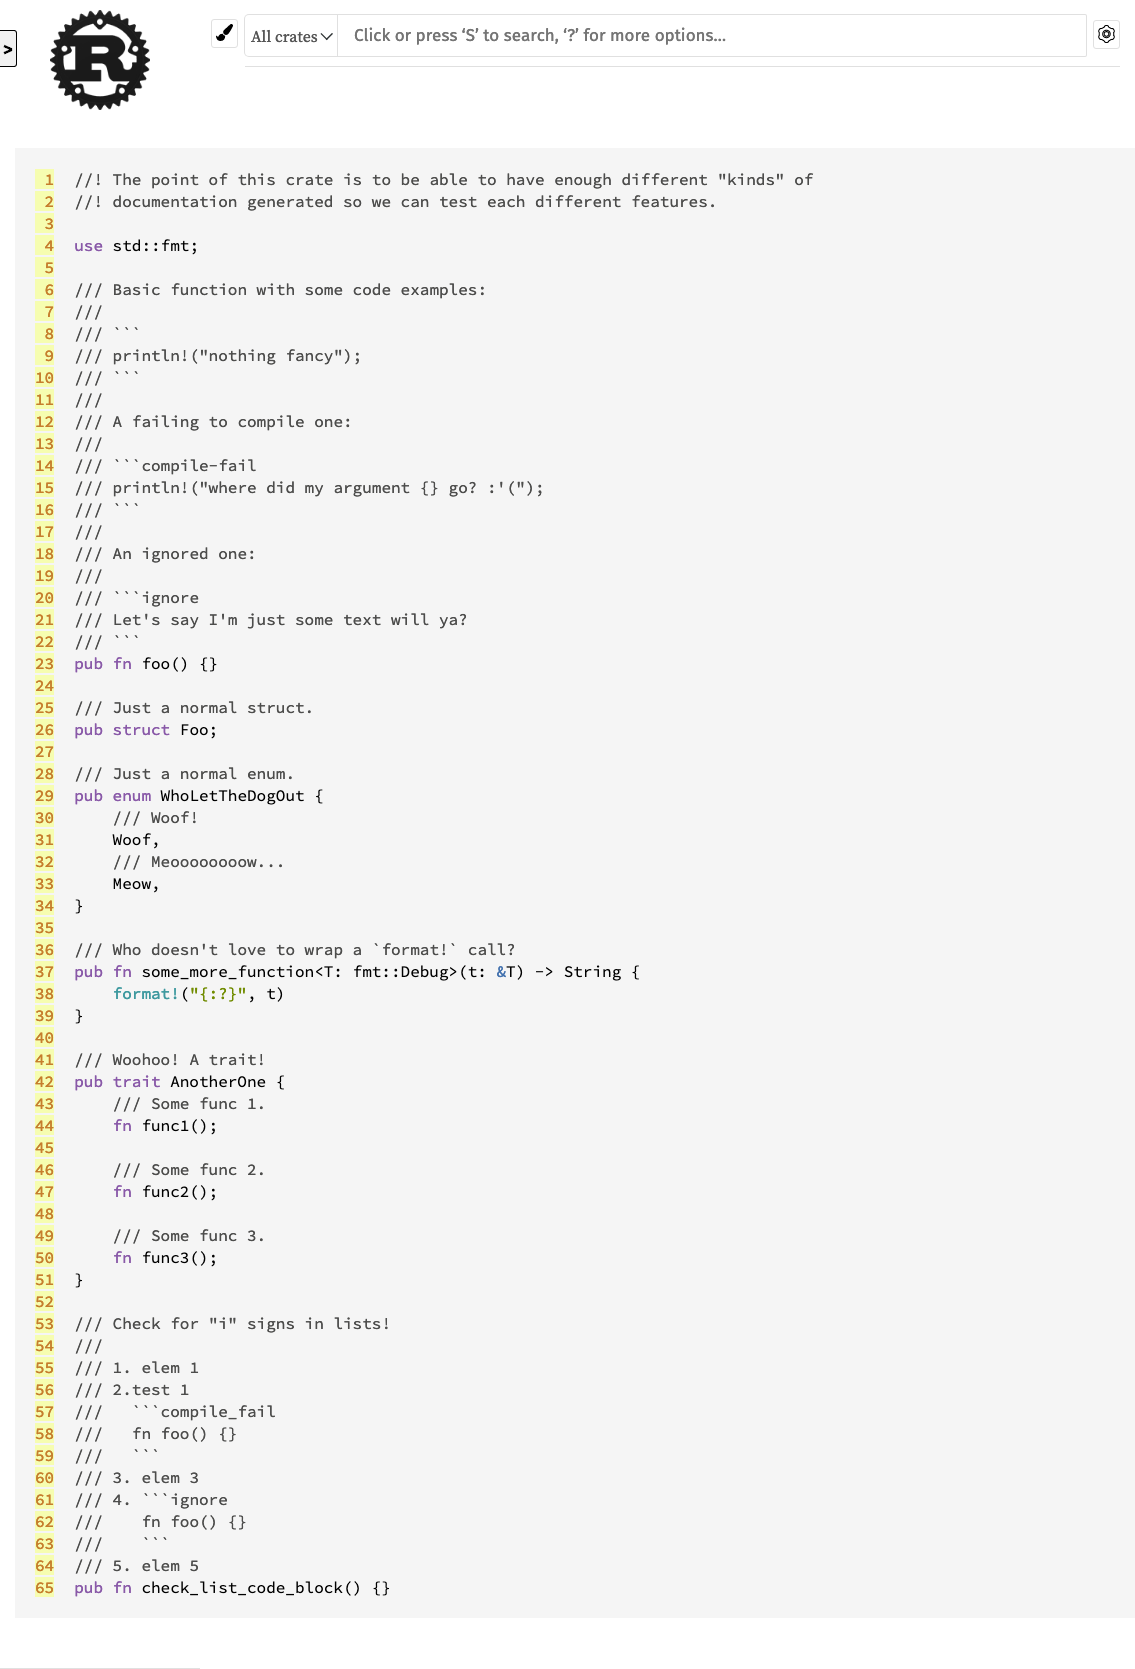 >
R
All crates
Click or press ‘S’ to search, ‘?’ for more options…
1 //! The point of this crate is to be able to have enough different "kinds" of
2 //! documentation generated so we can test each different features.
3
4 use std::fmt;
5
6 /// Basic function with some code examples:
7 ///
8 /// ```
9 /// println!("nothing fancy");
10 /// ```
11 ///
12 /// A failing to compile one:
13 ///
14 /// ```compile-fail
15 /// println!("where did my argument {} go? :'(");
16 /// ```
17 ///
18 /// An ignored one:
19 ///
20 /// ```ignore
21 /// Let's say I'm just some text will ya?
22 /// ```
23 pub fn foo() {}
24
25 /// Just a normal struct.
26 pub struct Foo;
27
28 /// Just a normal enum.
29 pub enum WhoLetTheDogOut {
30     /// Woof!
31     Woof,
32     /// Meoooooooow...
33     Meow,
34 }
35
36 /// Who doesn't love to wrap a `format!` call?
37 pub fn some_more_function<T: fmt::Debug>(t: &T) -> String {
38     format!("{:?}", t)
39 }
40
41 /// Woohoo! A trait!
42 pub trait AnotherOne {
43     /// Some func 1.
44     fn func1();
45
46     /// Some func 2.
47     fn func2();
48
49     /// Some func 3.
50     fn func3();
51 }
52
53 /// Check for "i" signs in lists!
54 ///
55 /// 1. elem 1
56 /// 2.test 1
57 ///   ```compile_fail
58 ///   fn foo() {}
59 ///   ```
60 /// 3. elem 3
61 /// 4. ```ignore
62 ///    fn foo() {}
63 ///    ```
64 /// 5. elem 5
65 pub fn check_list_code_block() {}